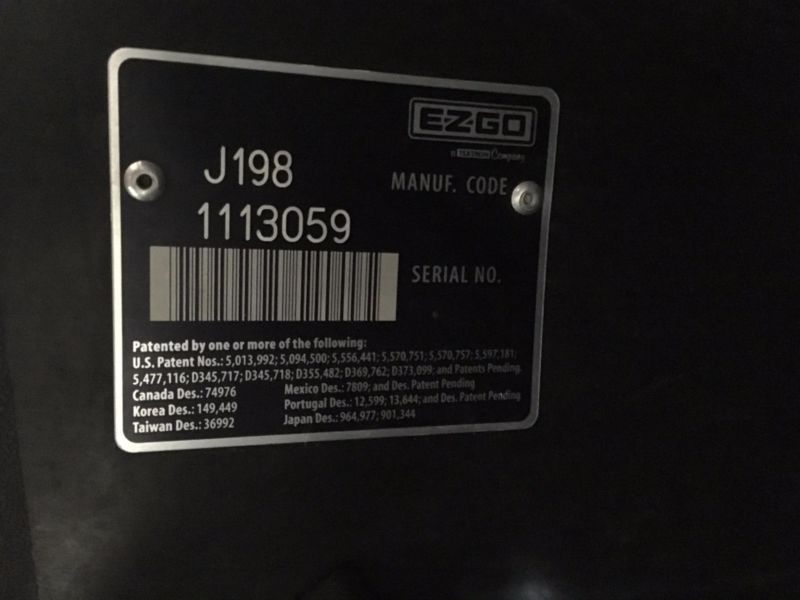 E-Z-GO
a TEXTRON Company
J198
MANUF. CODE
1113059
SERIAL NO.
Patented by one or more of the following:
U.S. Patent Nos.: 5,013,992; 5,094,500; 5,556,441; 5,570,751; 5,570,757; 5,597,181;
5,477,116; D345,717; D345,718; D355,482; D369,762; D373,099; and Patents Pending.
Canada Des.: 74976 Mexico Des.: 7809; and Des. Patent Pending
Korea Des.: 149,449 Portugal Des.: 12,599; 13,644; and Des. Patent Pending
Taiwan Des.: 36992 Japan Des.: 964,977; 901,344